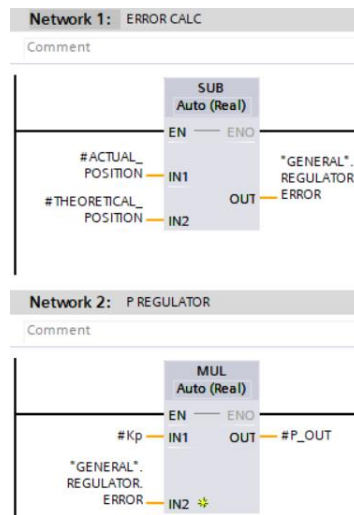 Network 1: ERROR CALC
Comment
SUB
Auto (Real)
EN ENO
#ACTUAL_
POSITION IN1
"GENERAL".
REGULATOR
OUT ERROR
#THEORETICAL_
POSITION IN2
Network 2: P REGULATOR
Comment
MUL
Auto (Real)
EN ENO
#Kp IN1 OUT #P_OUT
"GENERAL".
REGULATOR.
ERROR IN2